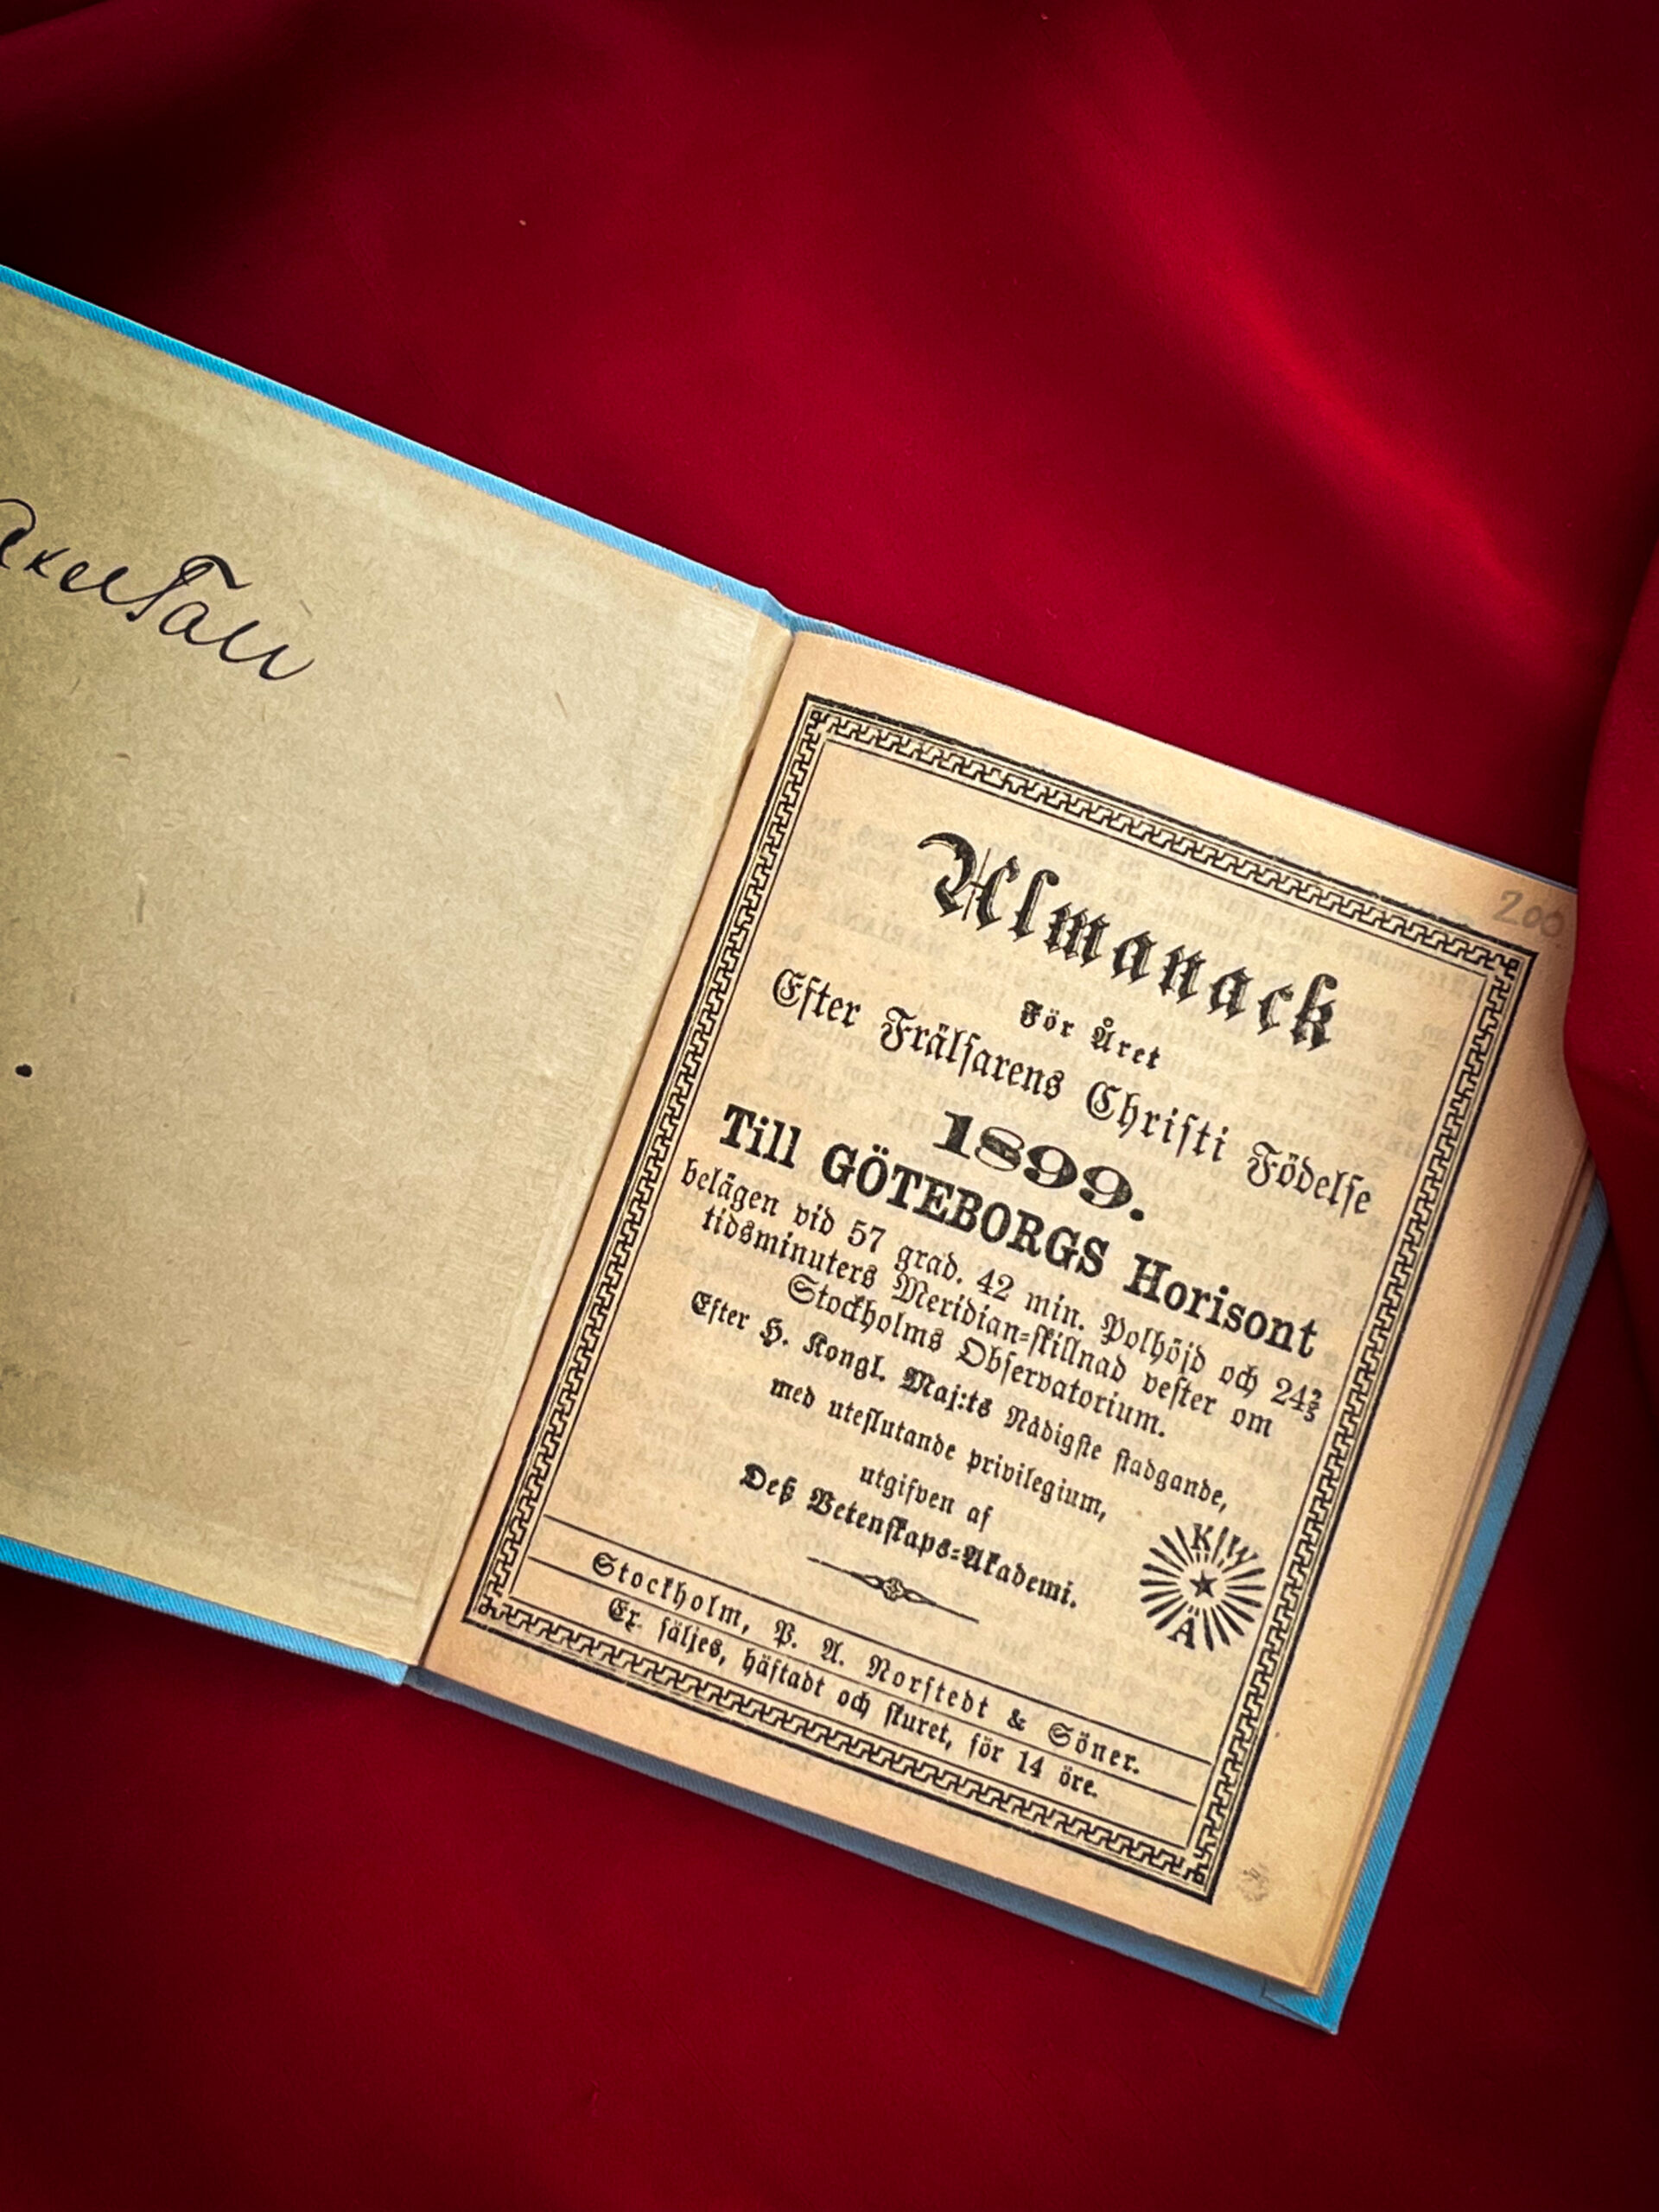 200
Almanack
För Året
Efter Frälsarens Christi Födelse
1899.
Till GÖTEBORGS Horisont
belägen vid 57 grad. 42 min. Polhöjd och 24⅔
tidsminuters Meridian=skillnad vester om
Stockholms Observatorium.
Efter H. Kongl. Maj:ts Nådigste stadgande,
med uteslutande privilegium,
utgifven af
Deß Vetenskaps=Akademi.
K W
A
Stockholm, P. A. Norstedt & Söner.
Ex. säljes, häftadt och skuret, för 14 öre.